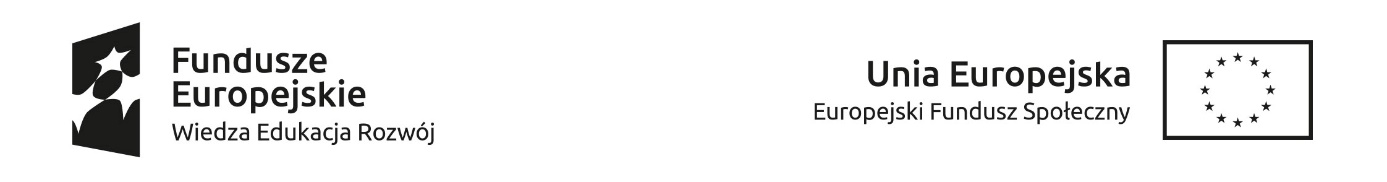 Fundusze
Europejskie
Wiedza Edukacja Rozwój
Unia Europejska
Europejski Fundusz Społeczny